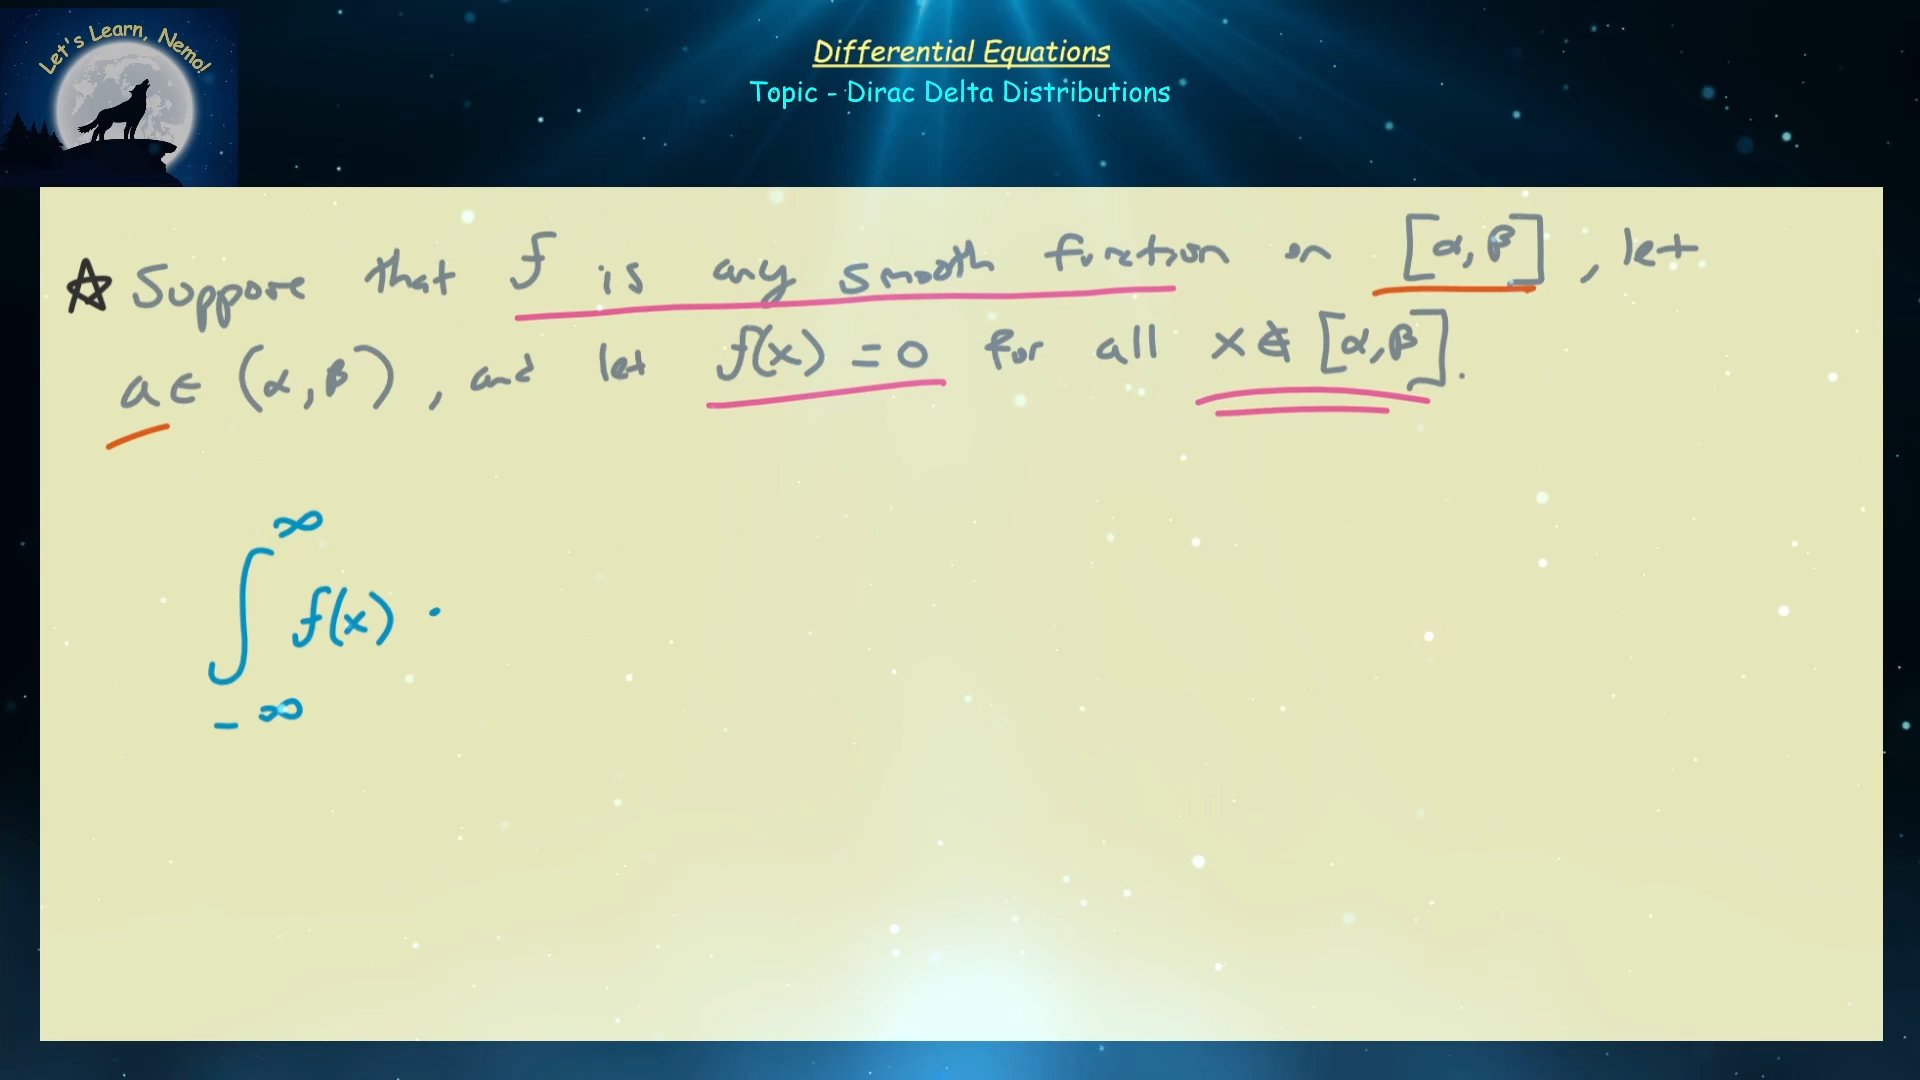 Let's Learn, Nemo!
Differential Equations
Topic - Dirac Delta Distributions
☆ Suppose that f is any smooth function on [α, β], let
a ∈ (α, β), and let f(x) = 0 for all x ∉ [α, β].
∞
∫ f(x) ·
- ∞